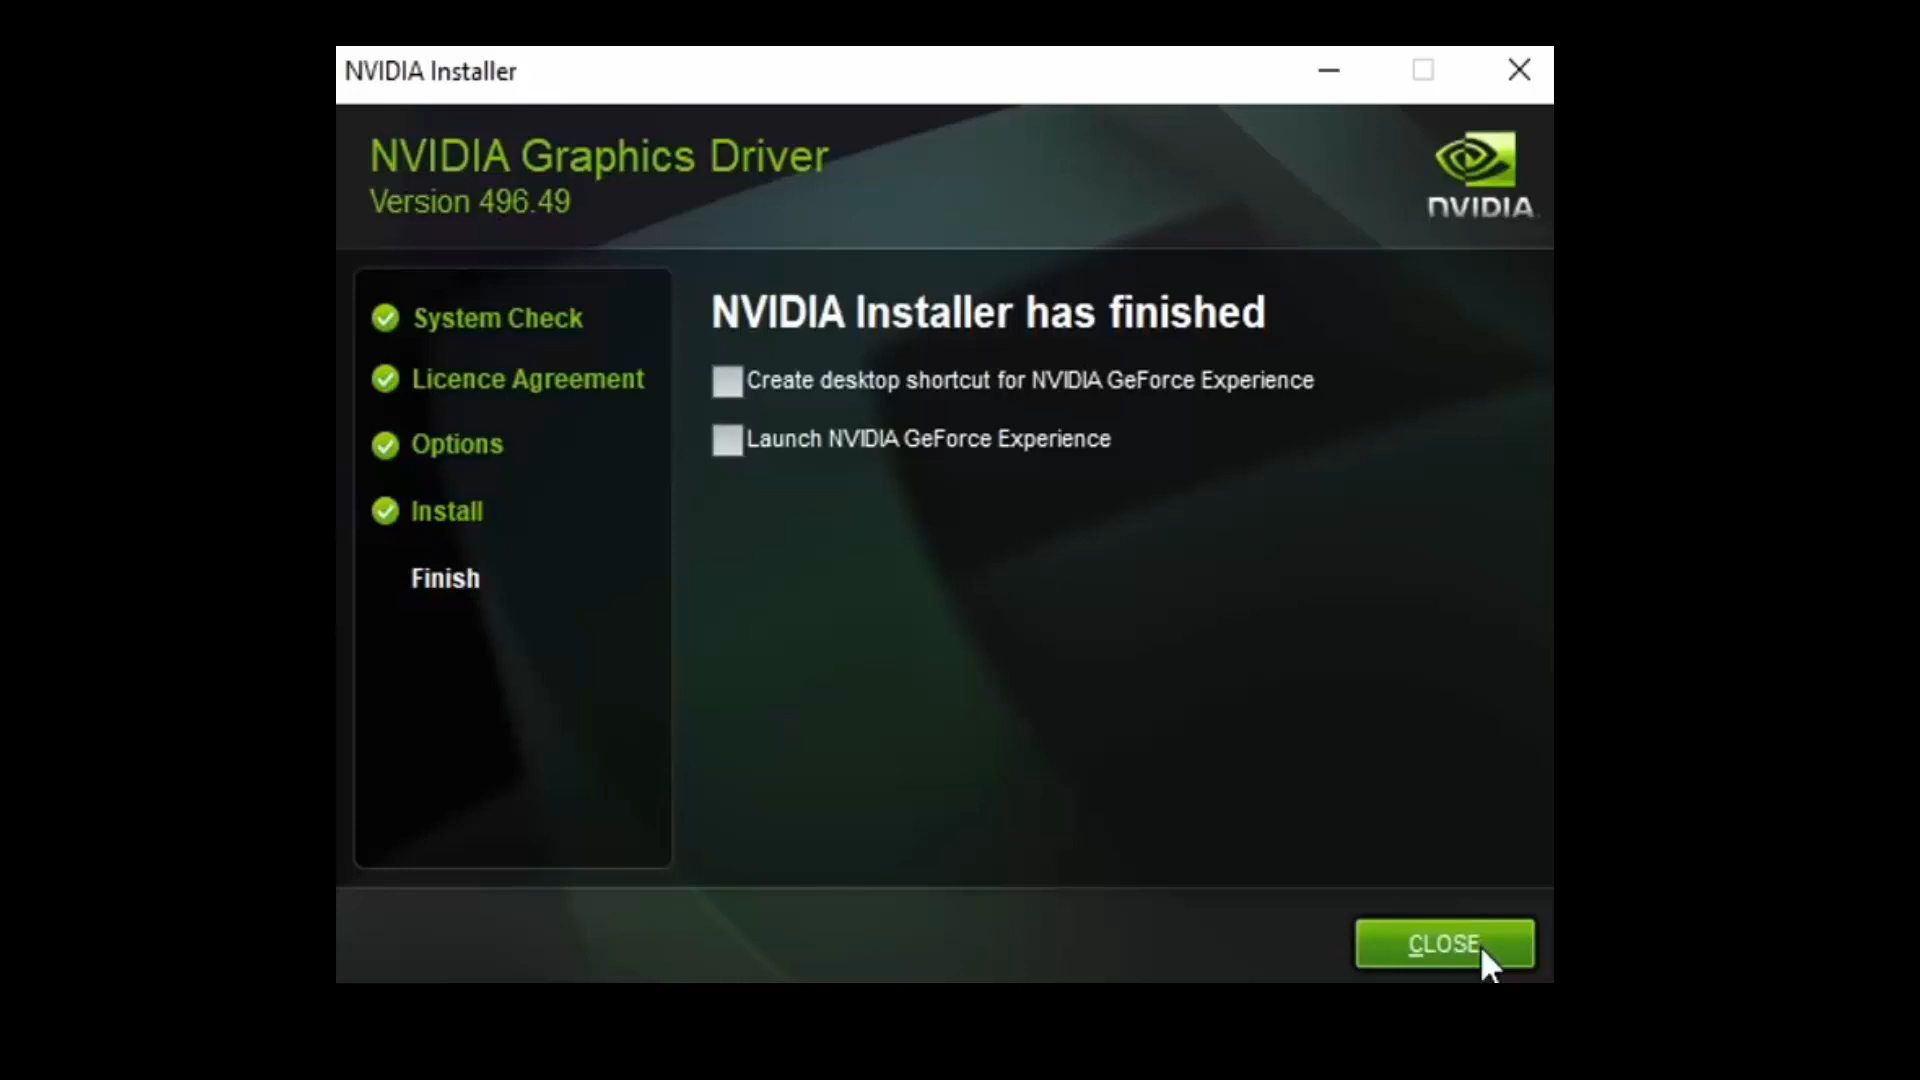 NVIDIA Installer
NVIDIA Graphics Driver
Version 496.49
NVIDIA
System Check
Licence Agreement
Options
Install
Finish
NVIDIA Installer has finished
Create desktop shortcut for NVIDIA GeForce Experience
Launch NVIDIA GeForce Experience
CLOSE